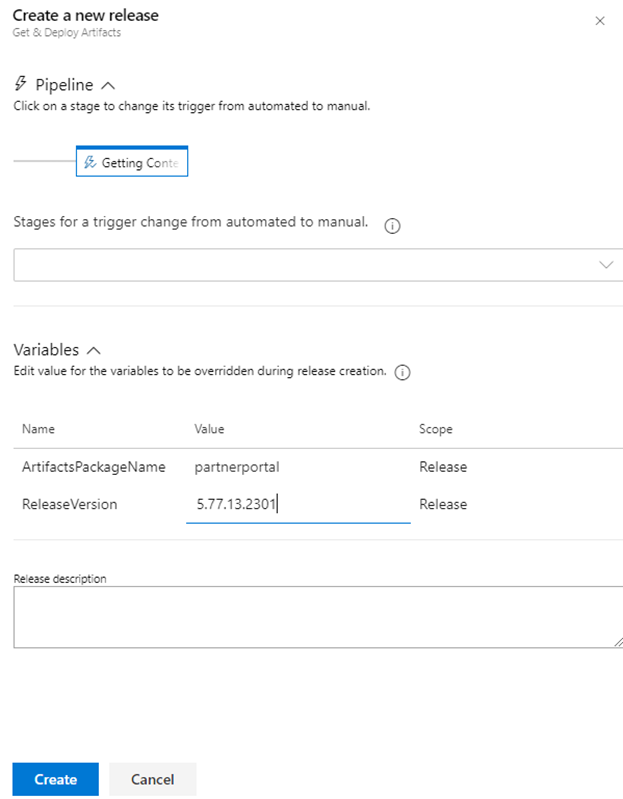 Create a new release
Get & Deploy Artifacts
Pipeline
Click on a stage to change its trigger from automated to manual.
Getting Conte
Stages for a trigger change from automated to manual.
Variables
Edit value for the variables to be overridden during release creation.
Name Value Scope
ArtifactsPackageName partnerportal Release
ReleaseVersion 5.77.13.2301 Release
Release description
Create Cancel